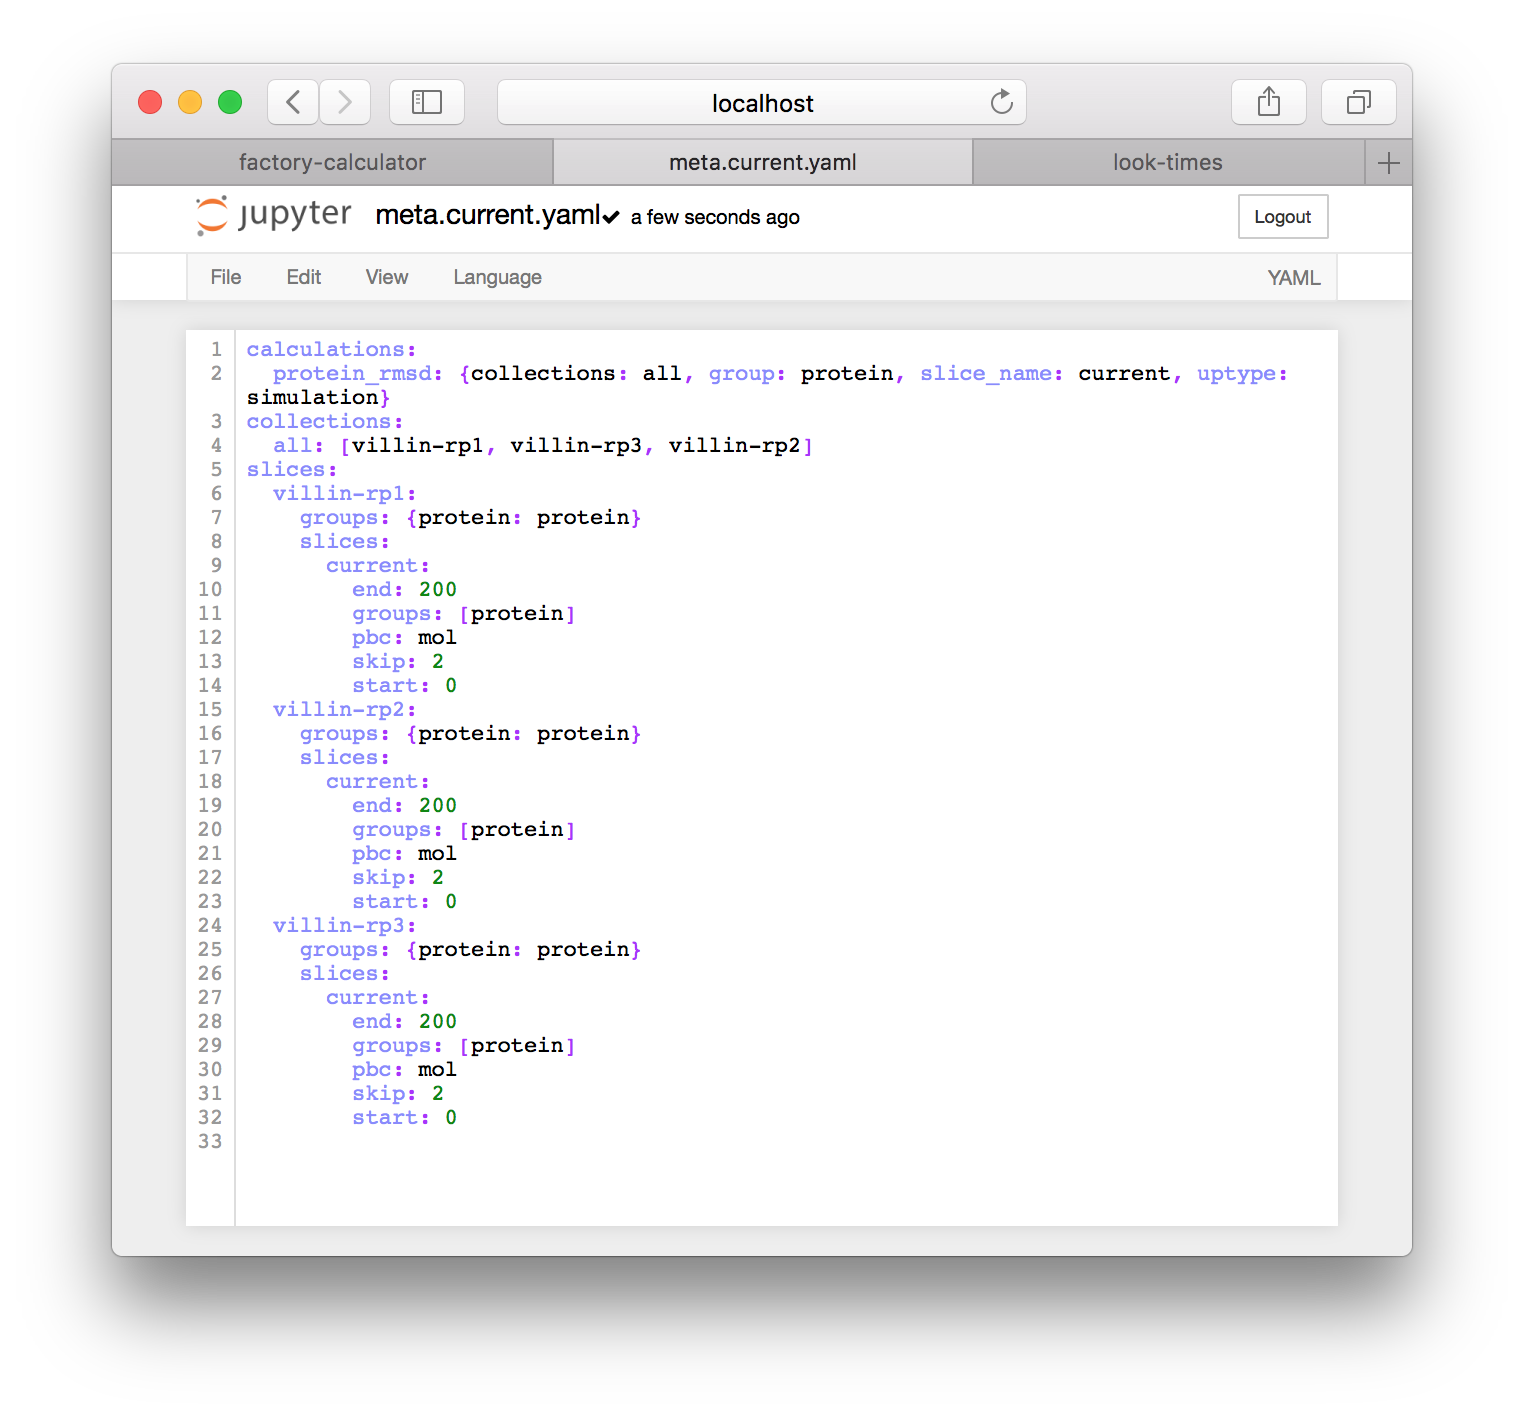 localhost
factory-calculator meta.current.yaml look-times
jupyter meta.current.yaml a few seconds ago Logout
File Edit View Language YAML
1 calculations:
2   protein_rmsd: {collections: all, group: protein, slice_name: current, uptype:
simulation}
3 collections:
4   all: [villin-rp1, villin-rp3, villin-rp2]
5 slices:
6   villin-rp1:
7     groups: {protein: protein}
8     slices:
9       current:
10         end: 200
11         groups: [protein]
12         pbc: mol
13         skip: 2
14         start: 0
15   villin-rp2:
16     groups: {protein: protein}
17     slices:
18       current:
19         end: 200
20         groups: [protein]
21         pbc: mol
22         skip: 2
23         start: 0
24   villin-rp3:
25     groups: {protein: protein}
26     slices:
27       current:
28         end: 200
29         groups: [protein]
30         pbc: mol
31         skip: 2
32         start: 0
33